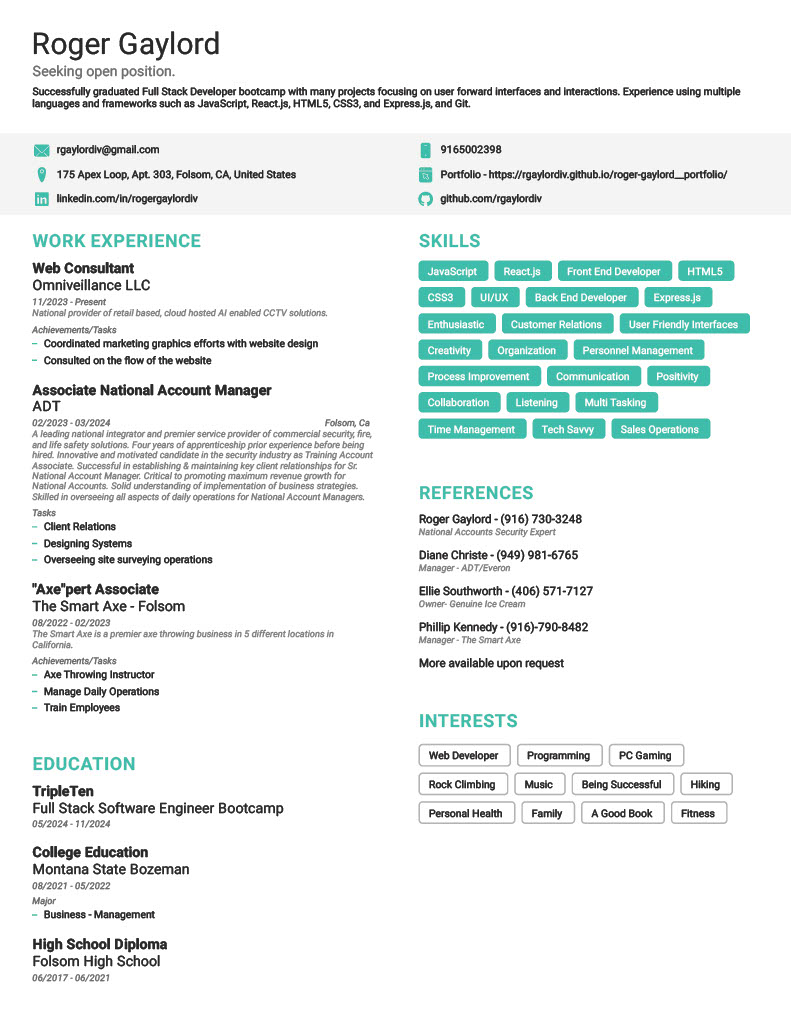 Roger Gaylord
Seeking open position.
Successfully graduated Full Stack Developer bootcamp with many projects focusing on user forward interfaces and interactions. Experience using multiple
languages and frameworks such as JavaScript, React.js, HTML5, CSS3, and Express.js, and Git.
rgaylordiv@gmail.com
9165002398
175 Apex Loop, Apt. 303, Folsom, CA, United States
Portfolio - https://rgaylordiv.github.io/roger-gaylord__portfolio/
linkedin.com/in/rogergaylordiv
github.com/rgaylordiv
WORK EXPERIENCE
Web Consultant
Omniveillance LLC
11/2023 - Present
National provider of retail based, cloud hosted AI enabled CCTV solutions.
Achievements/Tasks
– Coordinated marketing graphics efforts with website design
– Consulted on the flow of the website
Associate National Account Manager
ADT
02/2023 - 03/2024 Folsom, Ca
A leading national integrator and premier service provider of commercial security, fire,
and life safety solutions. Four years of apprenticeship prior experience before being
hired. Innovative and motivated candidate in the security industry as Training Account
Associate. Successful in establishing & maintaining key client relationships for Sr.
National Account Manager. Critical to promoting maximum revenue growth for
National Accounts. Solid understanding of implementation of business strategies.
Skilled in overseeing all aspects of daily operations for National Account Managers.
Tasks
– Client Relations
– Designing Systems
– Overseeing site surveying operations
"Axe"pert Associate
The Smart Axe - Folsom
08/2022 - 02/2023
The Smart Axe is a premier axe throwing business in 5 different locations in
California.
Achievements/Tasks
– Axe Throwing Instructor
– Manage Daily Operations
– Train Employees
EDUCATION
TripleTen
Full Stack Software Engineer Bootcamp
05/2024 - 11/2024
College Education
Montana State Bozeman
08/2021 - 05/2022
Major
– Business - Management
High School Diploma
Folsom High School
06/2017 - 06/2021
SKILLS
JavaScript React.js Front End Developer HTML5
CSS3 UI/UX Back End Developer Express.js
Enthusiastic Customer Relations User Friendly Interfaces
Creativity Organization Personnel Management
Process Improvement Communication Positivity
Collaboration Listening Multi Tasking
Time Management Tech Savvy Sales Operations
REFERENCES
Roger Gaylord - (916) 730-3248
National Accounts Security Expert
Diane Christe - (949) 981-6765
Manager - ADT/Everon
Ellie Southworth - (406) 571-7127
Owner- Genuine Ice Cream
Phillip Kennedy - (916)-790-8482
Manager - The Smart Axe
More available upon request
INTERESTS
Web Developer Programming PC Gaming
Rock Climbing Music Being Successful Hiking
Personal Health Family A Good Book Fitness